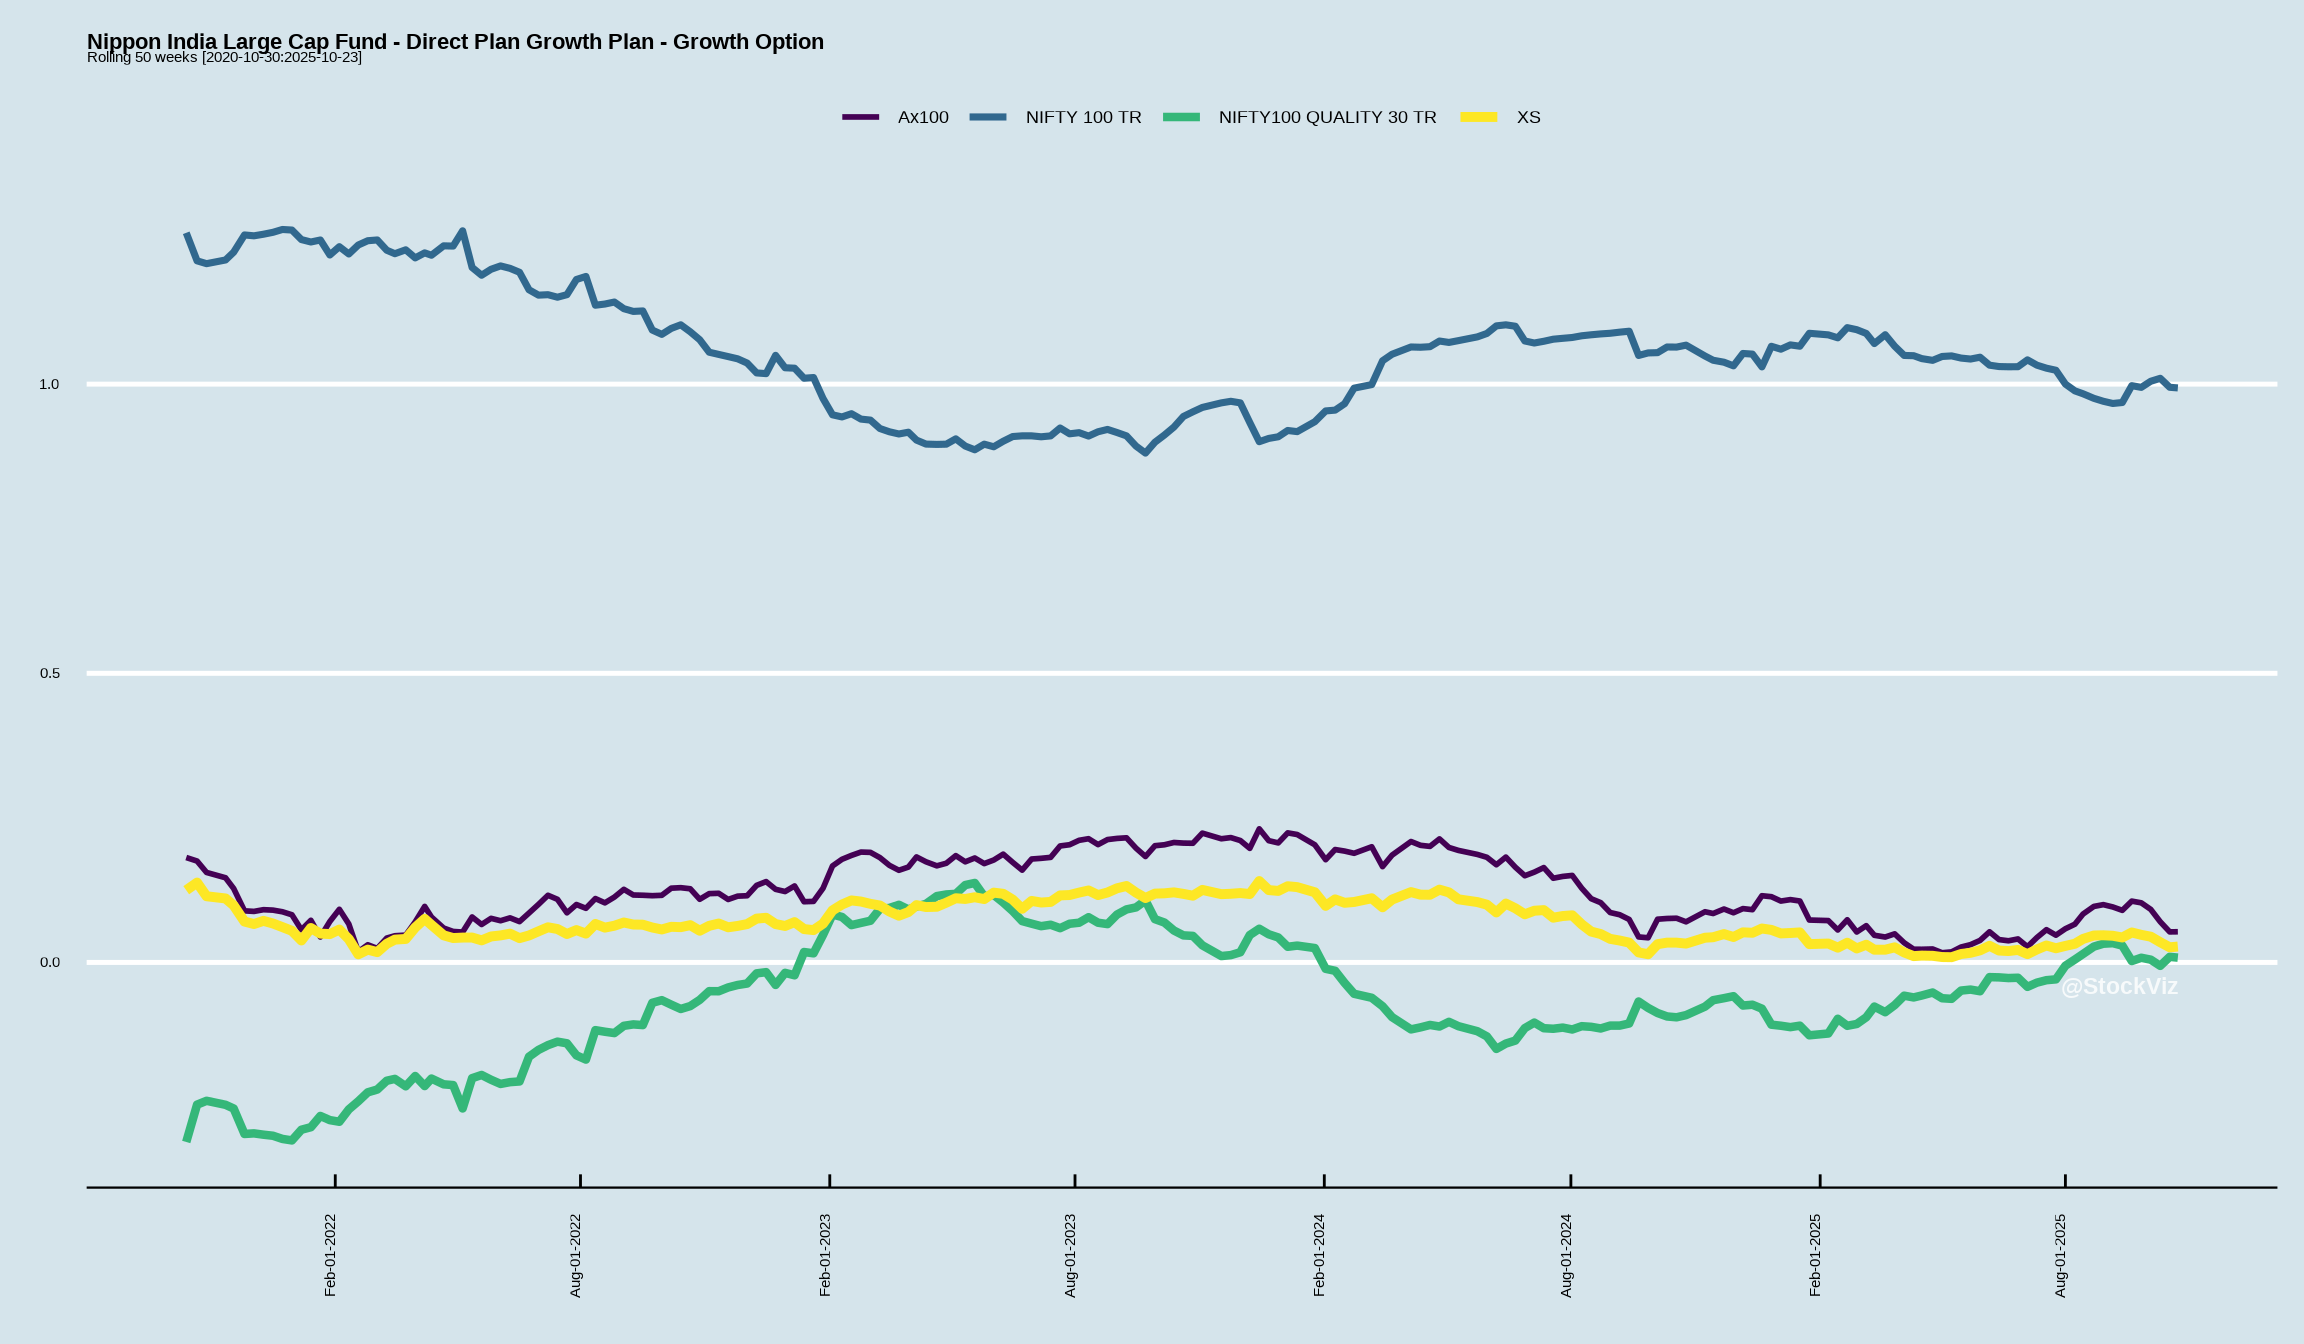 Nippon India Large Cap Fund - Direct Plan Growth Plan - Growth Option
Rolling 50 weeks [2020-10-30:2025-10-23]
Ax100 NIFTY 100 TR NIFTY100 QUALITY 30 TR XS
1.0
0.5
0.0
@StockViz
Feb-01-2022 Aug-01-2022 Feb-01-2023 Aug-01-2023 Feb-01-2024 Aug-01-2024 Feb-01-2025 Aug-01-2025